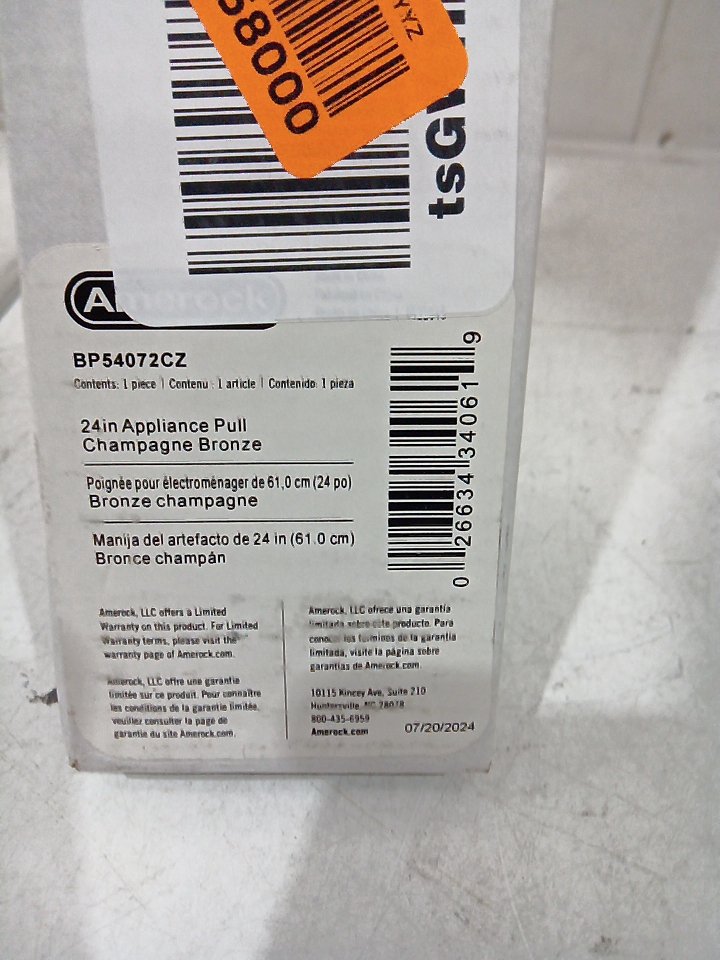 58000
YYZ
tsGV
Amerock
BP54072CZ
Contents: 1 piece | Contenu : 1 article | Contenido: 1 pieza
24in Appliance Pull
Champagne Bronze
Poignée pour électroménager de 61,0 cm (24 po)
Bronze champagne
Manija del artefacto de 24 in (61.0 cm)
Bronce champán
0 26634 34061 9
Amerock, LLC offers a Limited
Warranty on this product. For Limited
Warranty terms, please visit the
warranty page of Amerock.com.
Amerock, LLC offre une garantie
limitée sur ce produit. Pour connaître
les conditions de la garantie limitée,
veuillez consulter la page de
garantie du site Amerock.com.
Amerock, LLC ofrece una garantía
limitada sobre este producto. Para
conocer los términos de la garantía
limitada, visite la página sobre
garantías de Amerock.com.
10115 Kincey Ave, Suite 210
Huntersville, NC 28078
800-435-6959
Amerock.com
07/20/2024